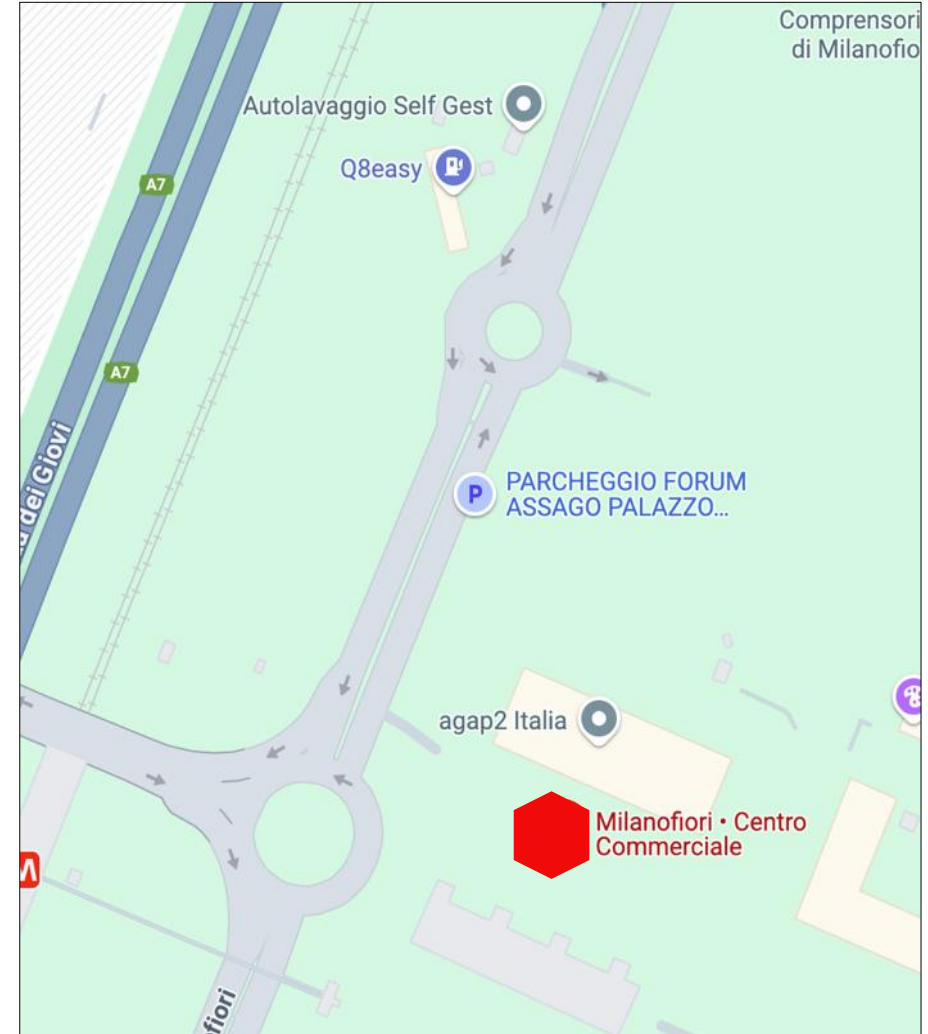 Comprensori
di Milanofio
Autolavaggio Self Gest
Q8easy
A7
A7
dei Giovi
P
PARCHEGGIO FORUM
ASSAGO PALAZZO...
agap2 Italia
Milanofiori • Centro
Commerciale
M
fiori